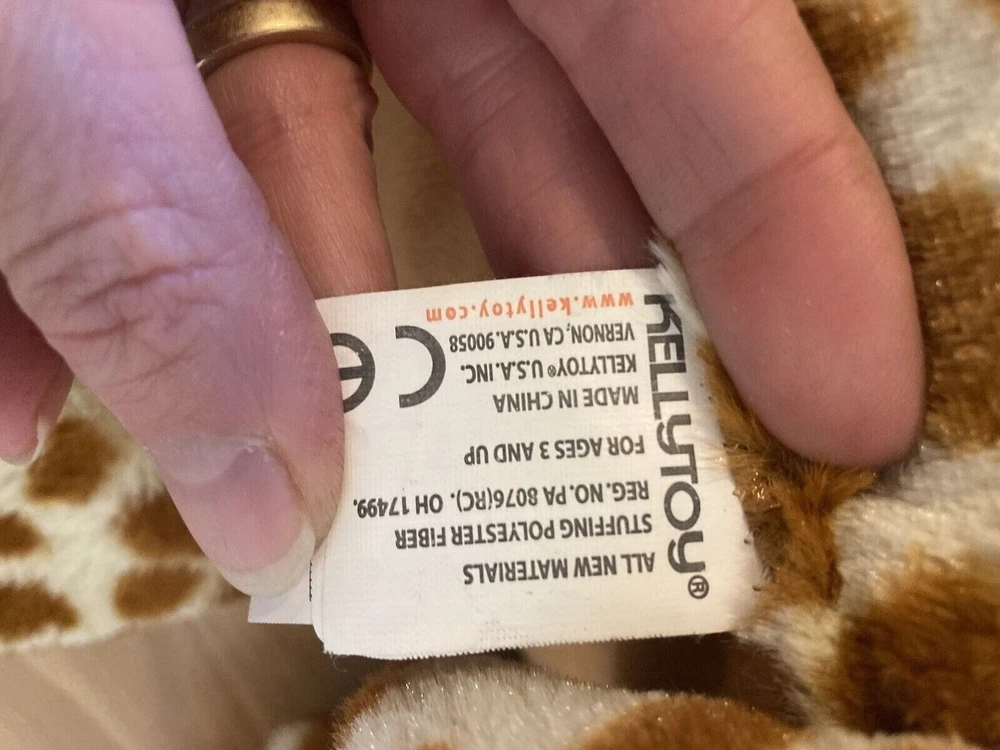 KELLYTOY®
ALL NEW MATERIALS
STUFFING POLYESTER FIBER
REG. NO. PA 8076(RC). OH 17499.
FOR AGES 3 AND UP
MADE IN CHINA
KELLYTOY® U.S.A. INC.
VERNON, CA U.S.A. 90058
www.kellytoy.com
CE